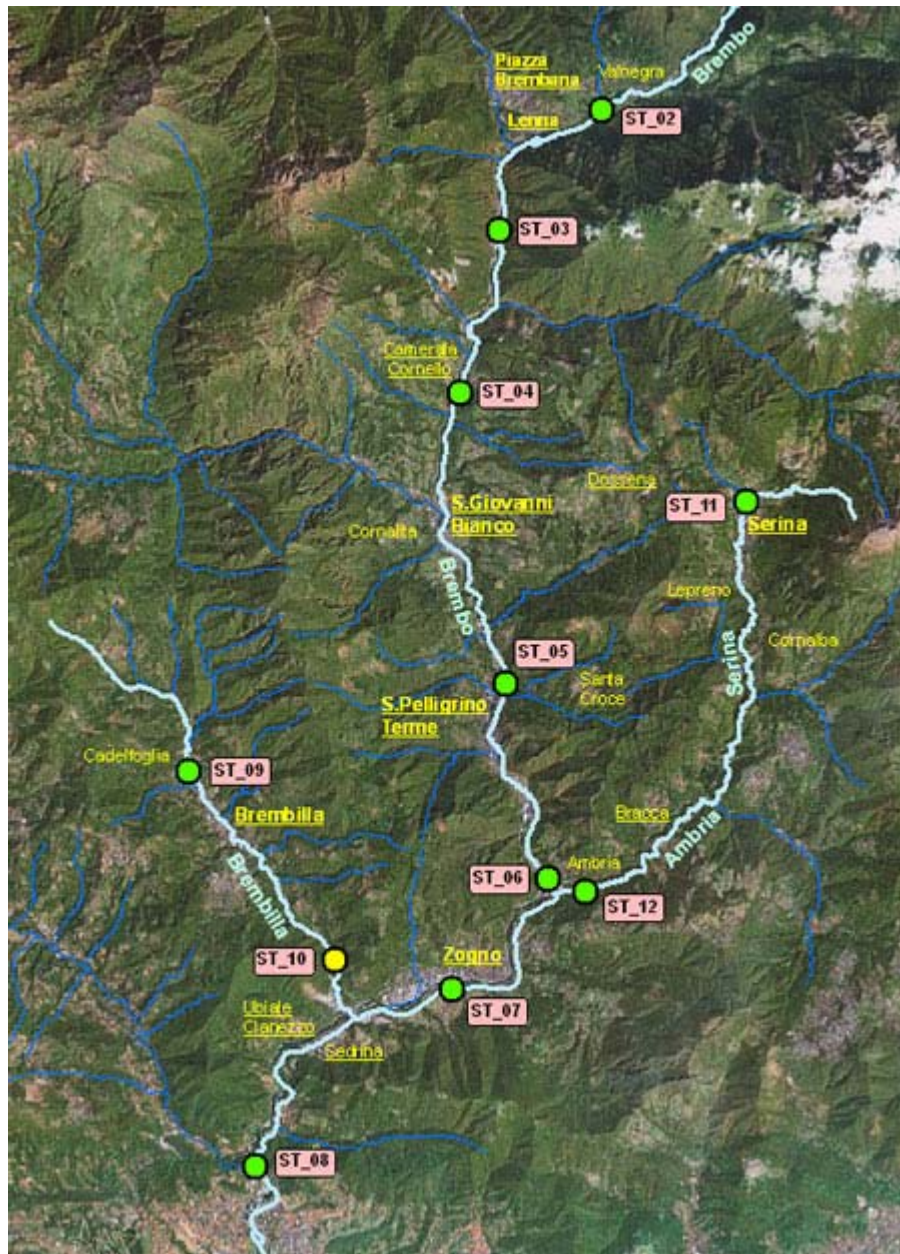 Piazza
Brembana
Valnegra
Brembo
Lenna
ST_02
ST_03
Camerata
Cornello
ST_04
Dossena
ST_11
Serina
S.Giovanni
Bianco
Cornalita
Brembo
Lepreno
Serina
Cornalba
ST_05
Santa
Croce
S.Pelligrino
Terme
Cadelfoglia
ST_09
Brembilla
Bracca
Ambria
Brembilla
Ambria
ST_06
ST_12
ST_10
Zogno
ST_07
Ubiale
Clanezzo
Sedrina
ST_08